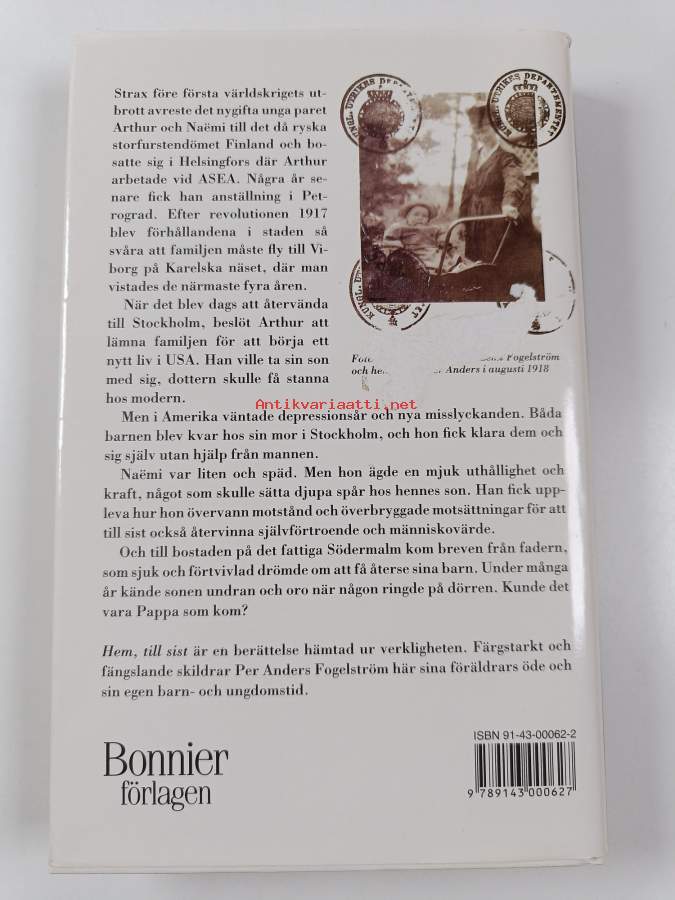 Strax före första världskrigets ut-
brott avreste det nygifta unga paret
Arthur och Naëmi till det då ryska
storfurstendömet Finland och bo-
satte sig i Helsingfors där Arthur
arbetade vid ASEA. Några år se-
nare fick han anställning i Pet-
rograd. Efter revolutionen 1917
blev förhållandena i staden så
svåra att familjen måste fly till Vi-
borg på Karelska näset, där man
vistades de närmaste fyra åren.
När det blev dags att återvända
till Stockholm, beslöt Arthur att
lämna familjen för att börja ett
nytt liv i USA. Han ville ta sin son
med sig, dottern skulle få stanna
hos modern.
KUNGL. UTRIKES DEPARTEMENTET
KUNGL. UTRIKES DEPARTEMENTET
Fogelström
och Anders i augusti 1918
Antikvariaatti.net
Men i Amerika väntade depressionsår och nya misslyckanden. Båda
barnen blev kvar hos sin mor i Stockholm, och hon fick klara dem och
sig själv utan hjälp från mannen.
Naëmi var liten och späd. Men hon ägde en mjuk uthållighet och
kraft, något som skulle sätta djupa spår hos hennes son. Han fick upp-
leva hur hon övervann motstånd och överbryggade motsättningar för att
till sist också återvinna självförtroende och människovärde.
Och till bostaden på det fattiga Södermalm kom breven från fadern,
som sjuk och förtvivlad drömde om att få återse sina barn. Under många
år kände sonen undran och oro när någon ringde på dörren. Kunde det
vara Pappa som kom?
Hem, till sist är en berättelse hämtad ur verkligheten. Färgstarkt och
fängslande skildrar Per Anders Fogelström här sina föräldrars öde och
sin egen barn- och ungdomstid.
Bonnier
förlagen
ISBN 91-43-00062-2
9 789143 000627